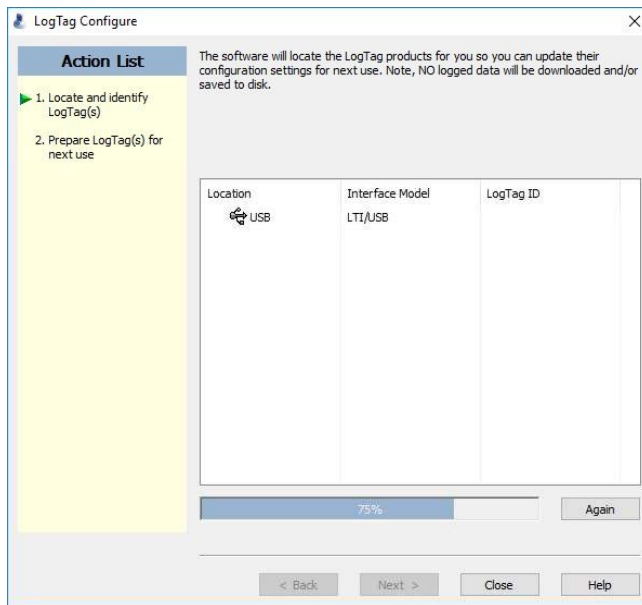 LogTag Configure
Action List
1. Locate and identify
LogTag(s)
2. Prepare LogTag(s) for
next use
The software will locate the LogTag products for you so you can update their
configuration settings for next use. Note, NO logged data will be downloaded and/or
saved to disk.
Location Interface Model LogTag ID
USB LTI/USB
75%
Again
< Back Next > Close Help